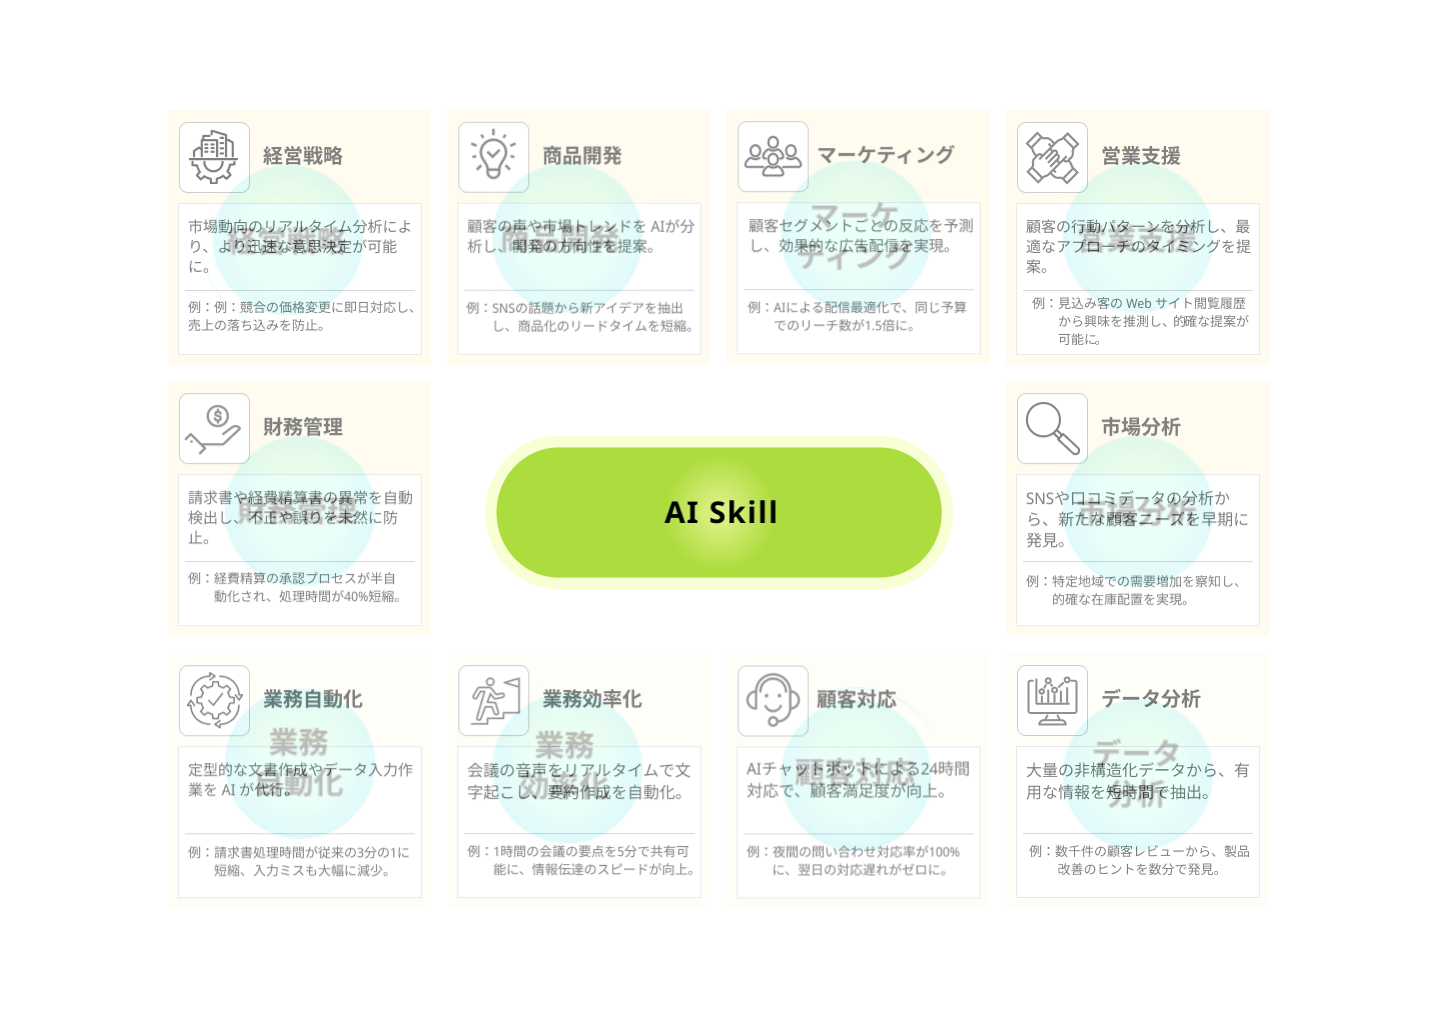 経営戦略
経営戦略
市場動向のリアルタイム分析によ
り、より迅速な意思決定が可能
に。
例：例：競合の価格変更に即日対応し、
売上の落ち込みを防止。
商品開発
商品開発
顧客の声や市場トレンドを AIが分
析し、開発の方向性を提案。
例：SNSの話題から新アイデアを抽出
し、商品化のリードタイムを短縮。
マーケティング
マーケ
ティング
顧客セグメントごとの反応を予測
し、効果的な広告配信を実現。
例：AIによる配信最適化で、同じ予算
でのリーチ数が1.5倍に。
営業支援
営業支援
顧客の行動パターンを分析し、最
適なアプローチのタイミングを提
案。
例：見込み客の Web サイト閲覧履歴
から興味を推測し、的確な提案が
可能に。
財務管理
財務管理
請求書や経費精算書の異常を自動
検出し、不正や誤りを未然に防
止。
例：経費精算の承認プロセスが半自
動化され、処理時間が40%短縮。
AI Skill
市場分析
市場分析
SNSや口コミデータの分析か
ら、新たな顧客ニーズを早期に
発見。
例：特定地域での需要増加を察知し、
的確な在庫配置を実現。
業務自動化
業務
自動化
定型的な文書作成やデータ入力作
業を AI が代行。
例：請求書処理時間が従来の3分の1に
短縮、入力ミスも大幅に減少。
業務効率化
業務
効率化
会議の音声をリアルタイムで文
字起こし、要約作成を自動化。
例：1時間の会議の要点を5分で共有可
能に、情報伝達のスピードが向上。
顧客対応
顧客対応
AIチャットボットによる24時間
対応で、顧客満足度が向上。
例：夜間の問い合わせ対応率が100%
に、翌日の対応遅れがゼロに。
データ分析
データ
分析
大量の非構造化データから、有
用な情報を短時間で抽出。
例：数千件の顧客レビューから、製品
改善のヒントを数分で発見。